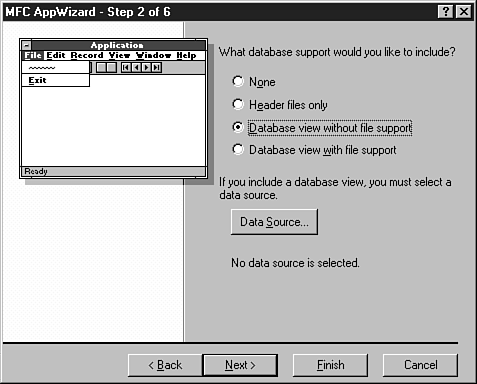 MFC AppWizard - Step 2 of 6
Application
File Edit Record View Window Help
Exit
Ready
What database support would you like to include?
None
Header files only
Database view without file support
Database view with file support
If you include a database view, you must select a
data source.
Data Source...
No data source is selected.
< Back
Next >
Finish
Cancel